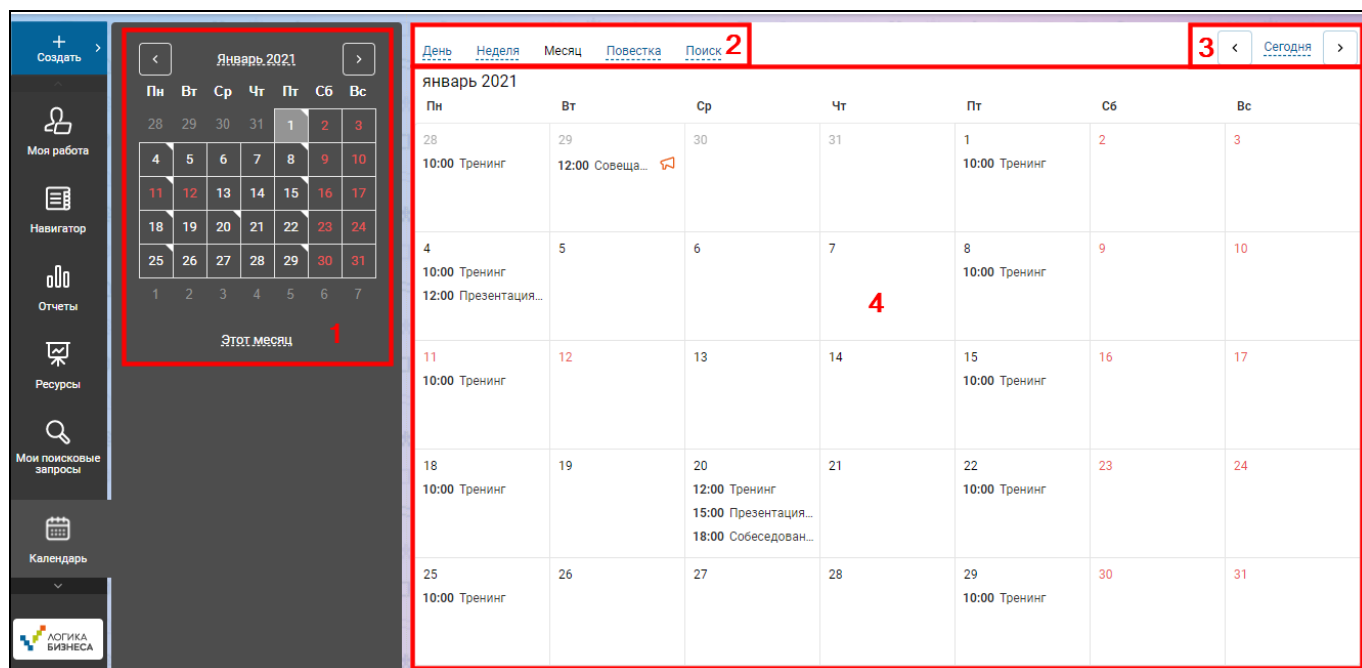 + >
Создать
Моя работа
Навигатор
Отчеты
Ресурсы
Мои поисковые
запросы
Календарь
ЛОГИКА
БИЗНЕСА
< Январь 2021 >
Пн Вт Ср Чт Пт Сб Вс
28 29 30 31 1 2 3
4 5 6 7 8 9 10
11 12 13 14 15 16 17
18 19 20 21 22 23 24
25 26 27 28 29 30 31
1 2 3 4 5 6 7
Этот месяц 1
День Неделя Месяц Повестка Поиск 2
3 < Сегодня >
январь 2021
Пн Вт Ср Чт Пт Сб Вс
28 29 30 31 1 2 3
10:00 Тренинг 12:00 Совеща... 10:00 Тренинг
4 5 6 7 8 9 10
10:00 Тренинг 10:00 Тренинг
12:00 Презентация... 4
11 12 13 14 15 16 17
10:00 Тренинг 10:00 Тренинг
18 19 20 21 22 23 24
10:00 Тренинг 12:00 Тренинг 10:00 Тренинг
15:00 Презентация...
18:00 Собеседован...
25 26 27 28 29 30 31
10:00 Тренинг 10:00 Тренинг